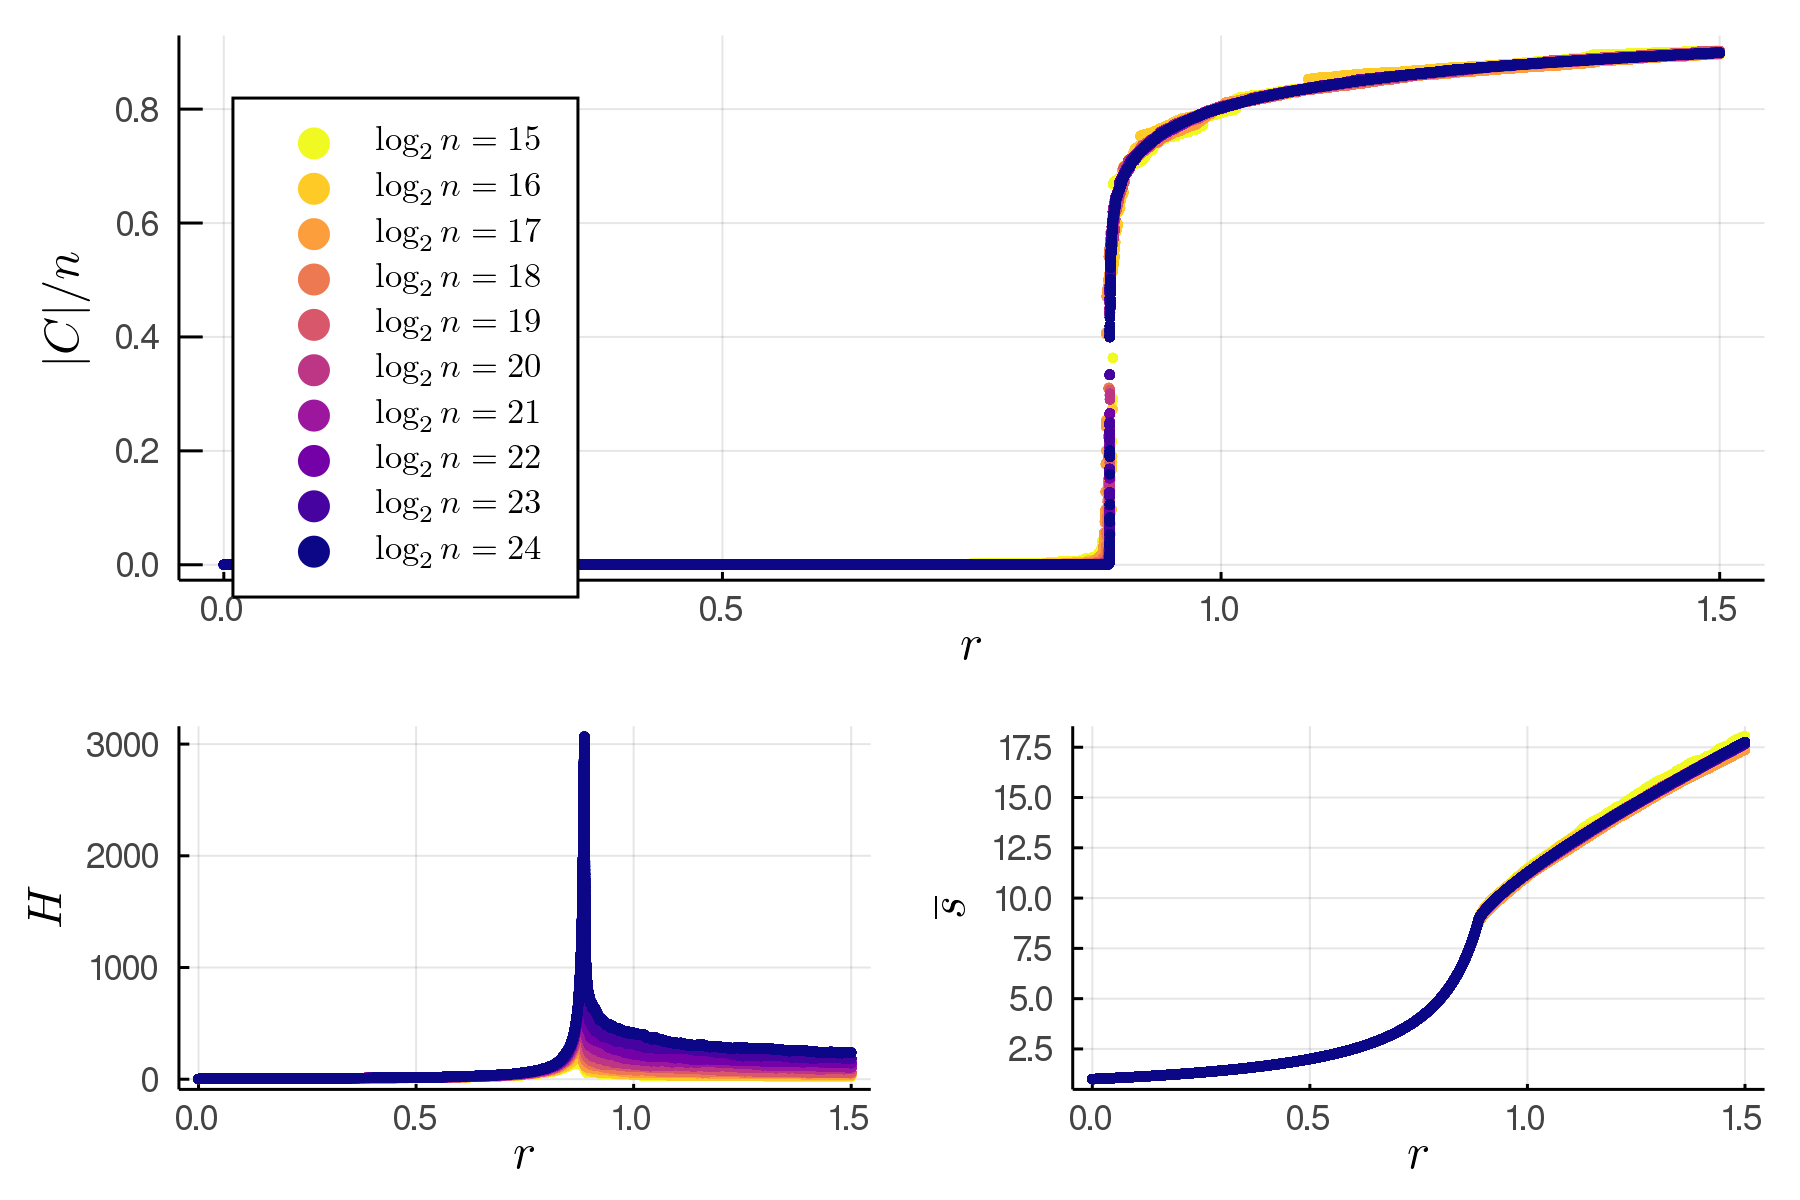 |C|/n
0.8
0.6
0.4
0.2
0.0
log₂ n = 15
log₂ n = 16
log₂ n = 17
log₂ n = 18
log₂ n = 19
log₂ n = 20
log₂ n = 21
log₂ n = 22
log₂ n = 23
log₂ n = 24
0.0 0.5 1.0 1.5
r
H
3000
2000
1000
0
0.0 0.5 1.0 1.5
r
s̅
17.5
15.0
12.5
10.0
7.5
5.0
2.5
0.0 0.5 1.0 1.5
r